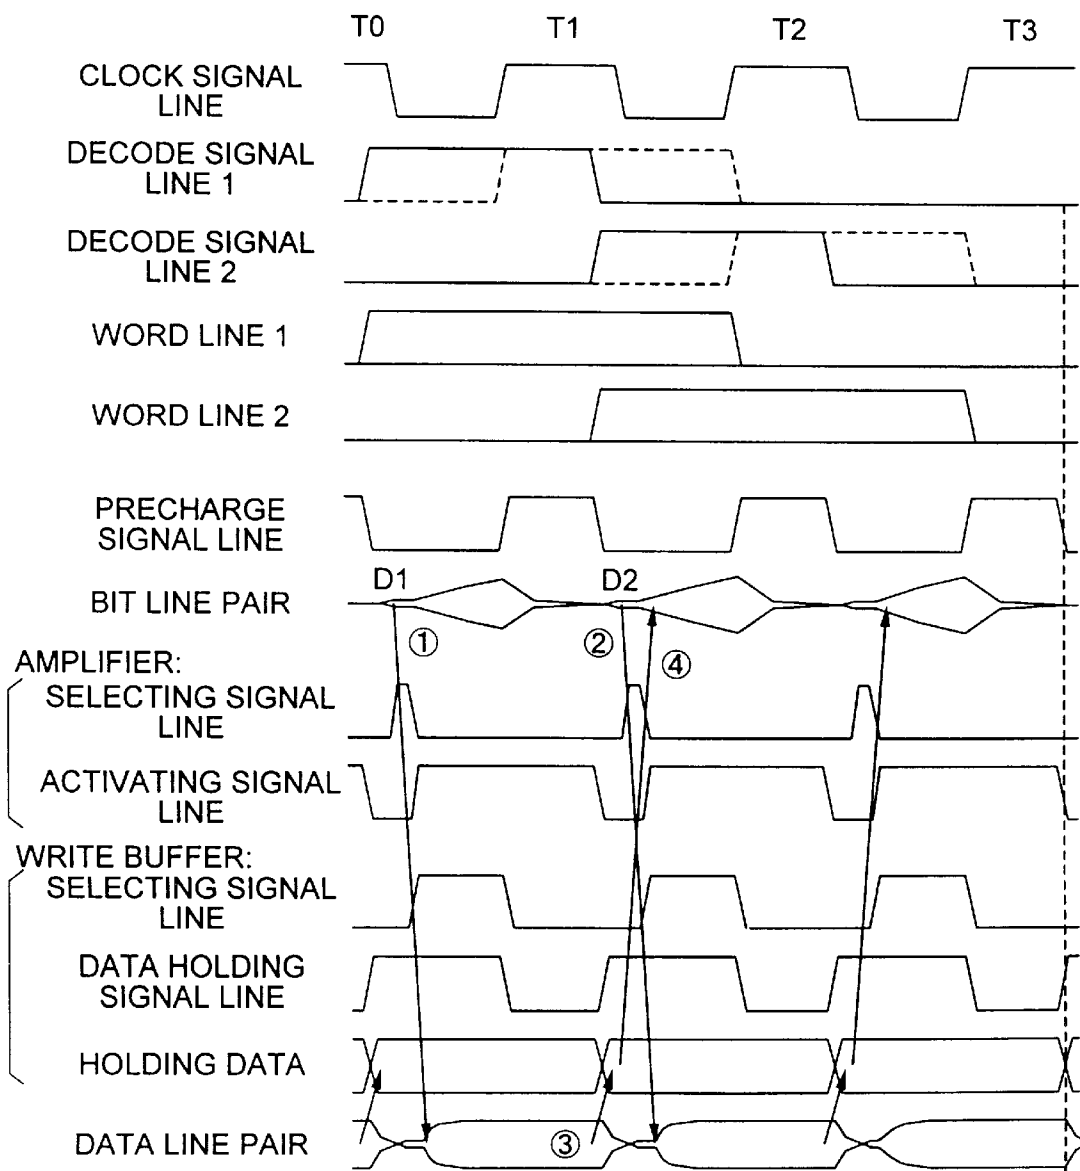 T0 T1 T2 T3
CLOCK SIGNAL
LINE
DECODE SIGNAL
LINE 1
DECODE SIGNAL
LINE 2
WORD LINE 1
WORD LINE 2
PRECHARGE
SIGNAL LINE
D1 D2
BIT LINE PAIR
① ② ④
AMPLIFIER:
SELECTING SIGNAL
LINE
ACTIVATING SIGNAL
LINE
WRITE BUFFER:
SELECTING SIGNAL
LINE
DATA HOLDING
SIGNAL LINE
HOLDING DATA
DATA LINE PAIR ③